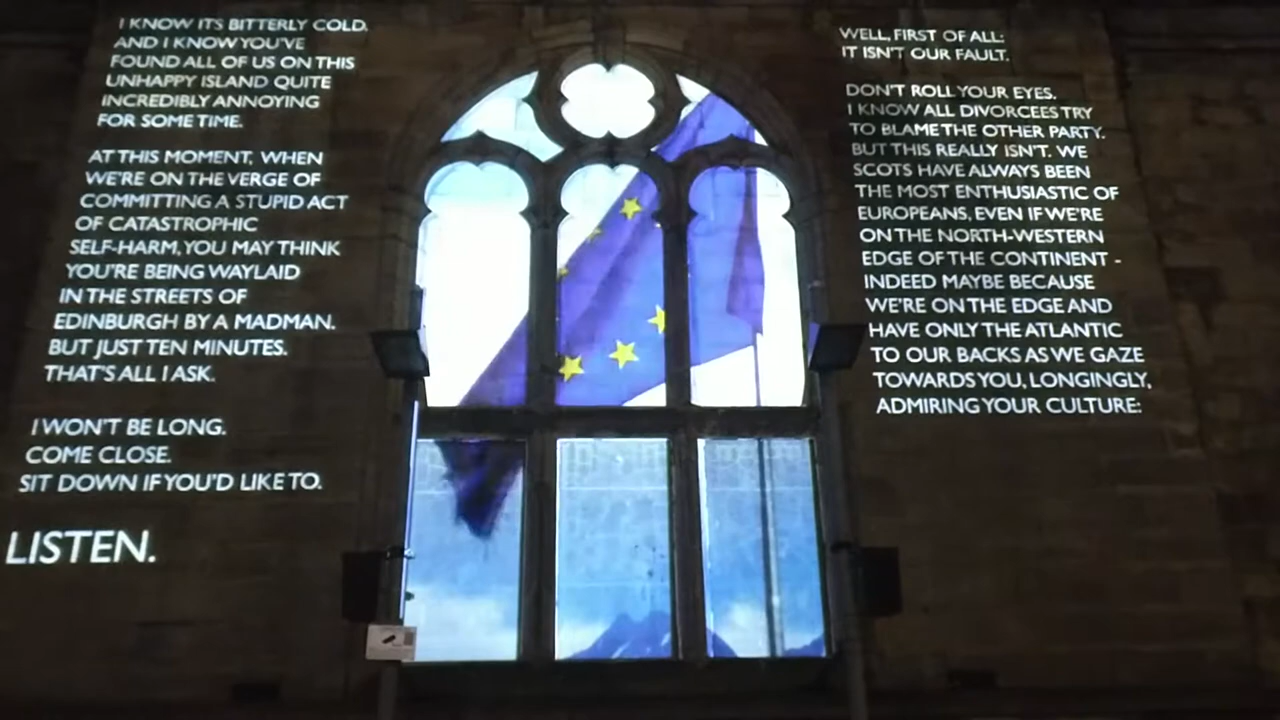 I KNOW ITS BITTERLY COLD.
AND I KNOW YOU'VE
FOUND ALL OF US ON THIS
UNHAPPY ISLAND QUITE
INCREDIBLY ANNOYING
FOR SOME TIME.
AT THIS MOMENT, WHEN
WE'RE ON THE VERGE OF
COMMITTING A STUPID ACT
OF CATASTROPHIC
SELF-HARM, YOU MAY THINK
YOU'RE BEING WAYLAID
IN THE STREETS OF
EDINBURGH BY A MADMAN.
BUT JUST TEN MINUTES.
THAT'S ALL I ASK.
I WON'T BE LONG.
COME CLOSE.
SIT DOWN IF YOU'D LIKE TO.
LISTEN.
WELL, FIRST OF ALL:
IT ISN'T OUR FAULT.
DON'T ROLL YOUR EYES.
I KNOW ALL DIVORCEES TRY
TO BLAME THE OTHER PARTY.
BUT THIS REALLY ISN'T. WE
SCOTS HAVE ALWAYS BEEN
THE MOST ENTHUSIASTIC OF
EUROPEANS, EVEN IF WE'RE
ON THE NORTH-WESTERN
EDGE OF THE CONTINENT -
INDEED MAYBE BECAUSE
WE'RE ON THE EDGE AND
HAVE ONLY THE ATLANTIC
TO OUR BACKS AS WE GAZE
TOWARDS YOU, LONGINGLY,
ADMIRING YOUR CULTURE: